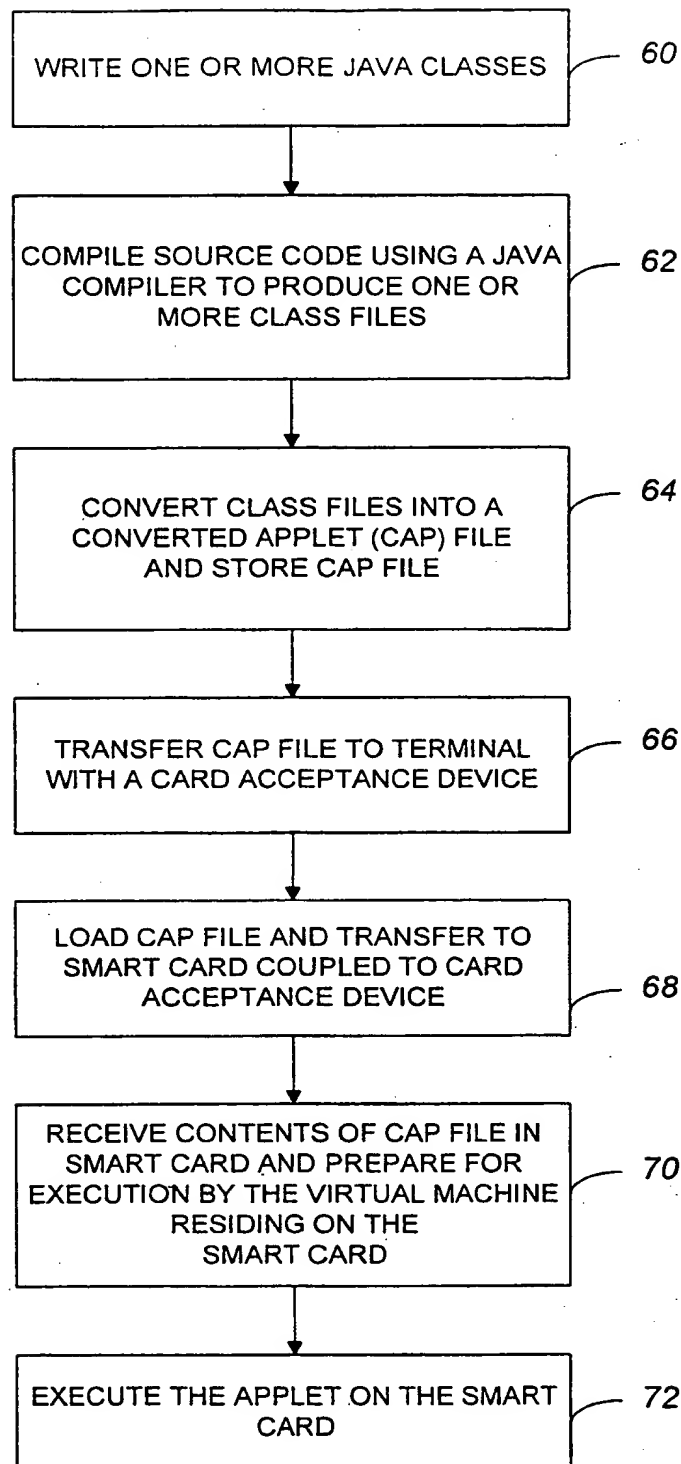 WRITE ONE OR MORE JAVA CLASSES
60
COMPILE SOURCE CODE USING A JAVA
COMPILER TO PRODUCE ONE OR
MORE CLASS FILES
62
CONVERT CLASS FILES INTO A
CONVERTED APPLET (CAP) FILE
AND STORE CAP FILE
64
TRANSFER CAP FILE TO TERMINAL
WITH A CARD ACCEPTANCE DEVICE
66
LOAD CAP FILE AND TRANSFER TO
SMART CARD COUPLED TO CARD
ACCEPTANCE DEVICE
68
RECEIVE CONTENTS OF CAP FILE IN
SMART CARD AND PREPARE FOR
EXECUTION BY THE VIRTUAL MACHINE
RESIDING ON THE
SMART CARD
70
EXECUTE THE APPLET ON THE SMART
CARD
72